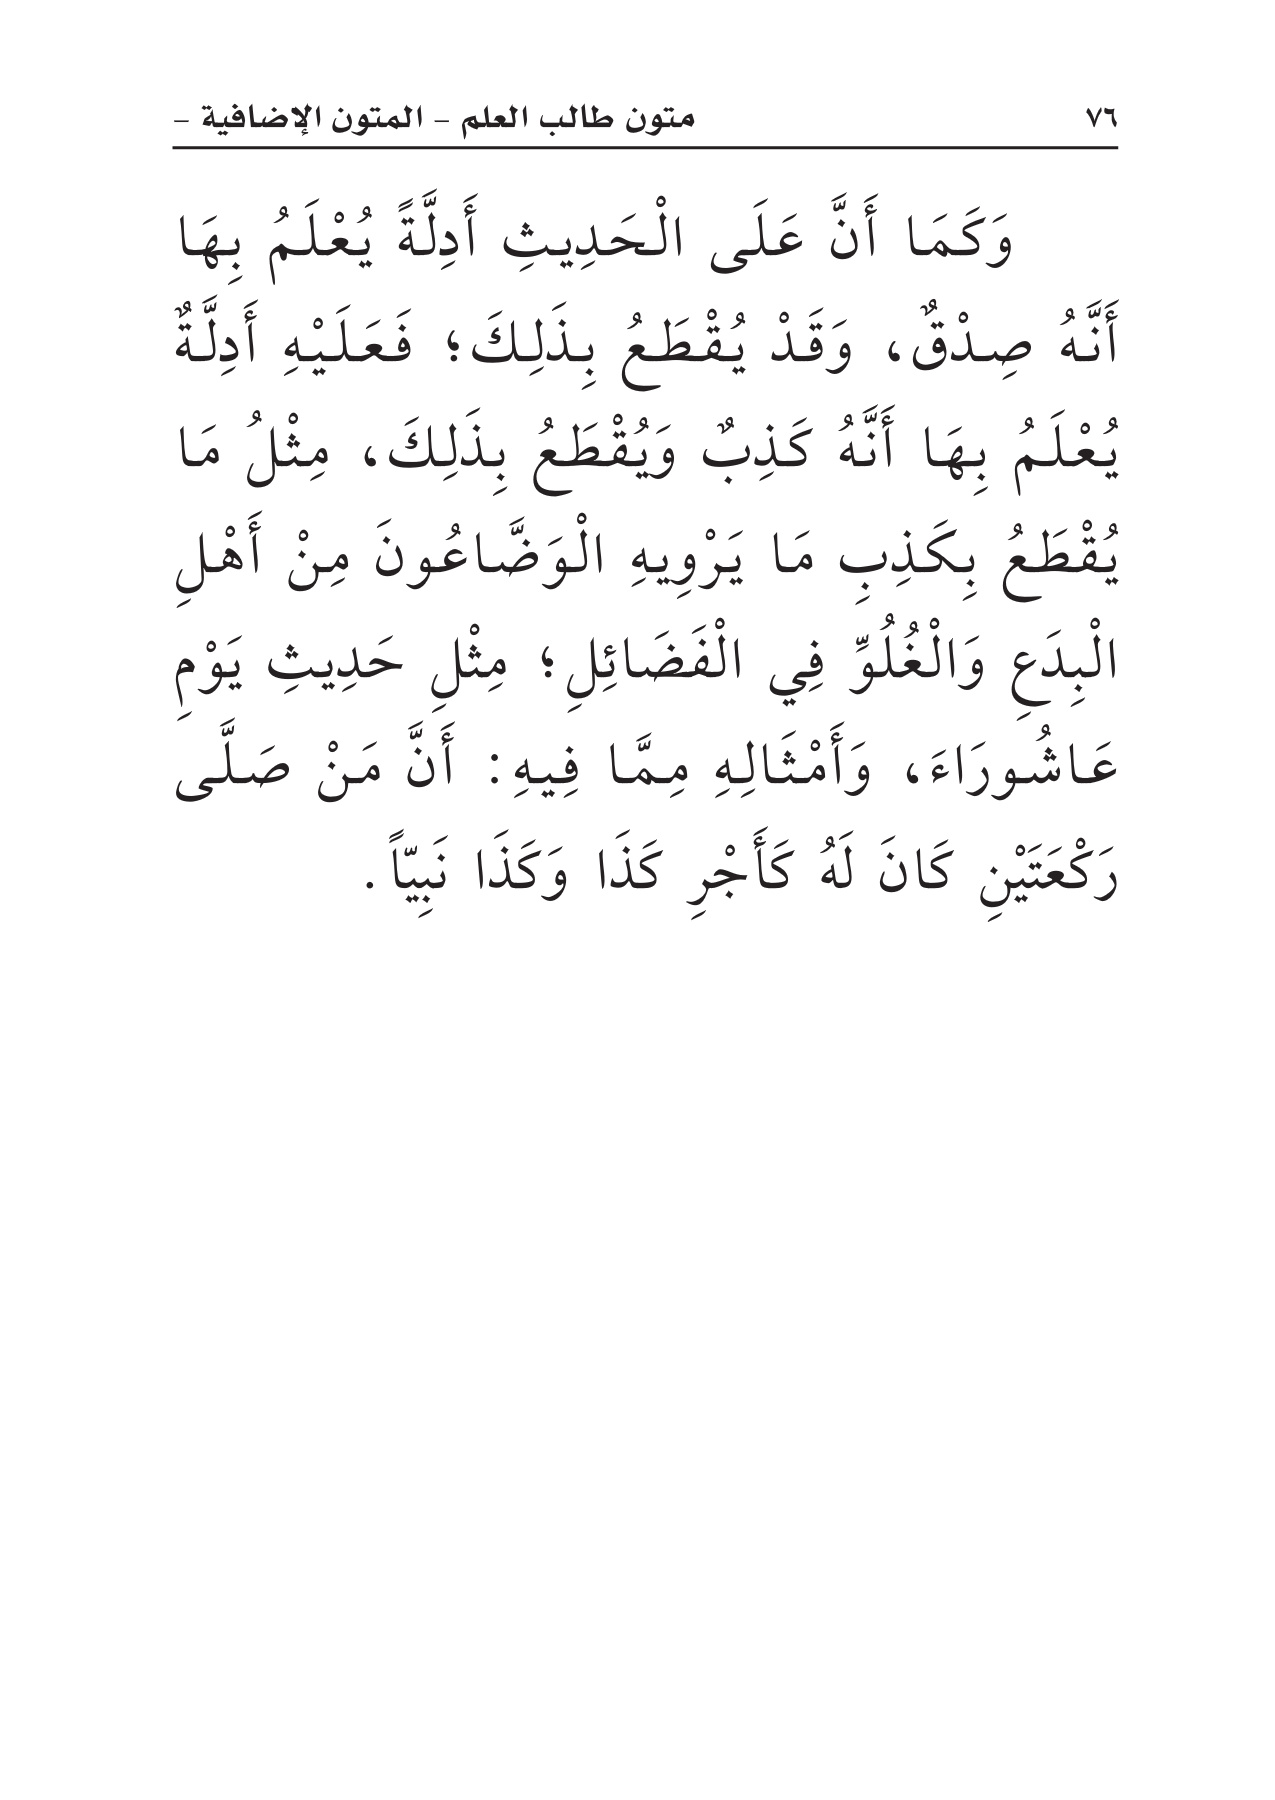 ٧٦
متون طالب العلم – المتون الإضافية –
وَكَمَا أَنَّ عَلَى الْحَدِيثِ أَدِلَّةً يُعْلَمُ بِهَا
أَنَّهُ صِدْقٌ، وَقَدْ يُقْطَعُ بِذَلِكَ؛ فَعَلَيْهِ أَدِلَّةٌ
يُعْلَمُ بِهَا أَنَّهُ كَذِبٌ وَيُقْطَعُ بِذَلِكَ، مِثْلُ مَا
يُقْطَعُ بِكَذِبِ مَا يَرْوِيهِ الْوَضَّاعُونَ مِنْ أَهْلِ
الْبِدَعِ وَالْغُلُوِّ فِي الْفَضَائِلِ؛ مِثْلِ حَدِيثِ يَوْمِ
عَاشُورَاءَ، وَأَمْثَالِهِ مِمَّا فِيهِ: أَنَّ مَنْ صَلَّى
رَكْعَتَيْنِ كَانَ لَهُ كَأَجْرِ كَذَا وَكَذَا نَبِيّاً.